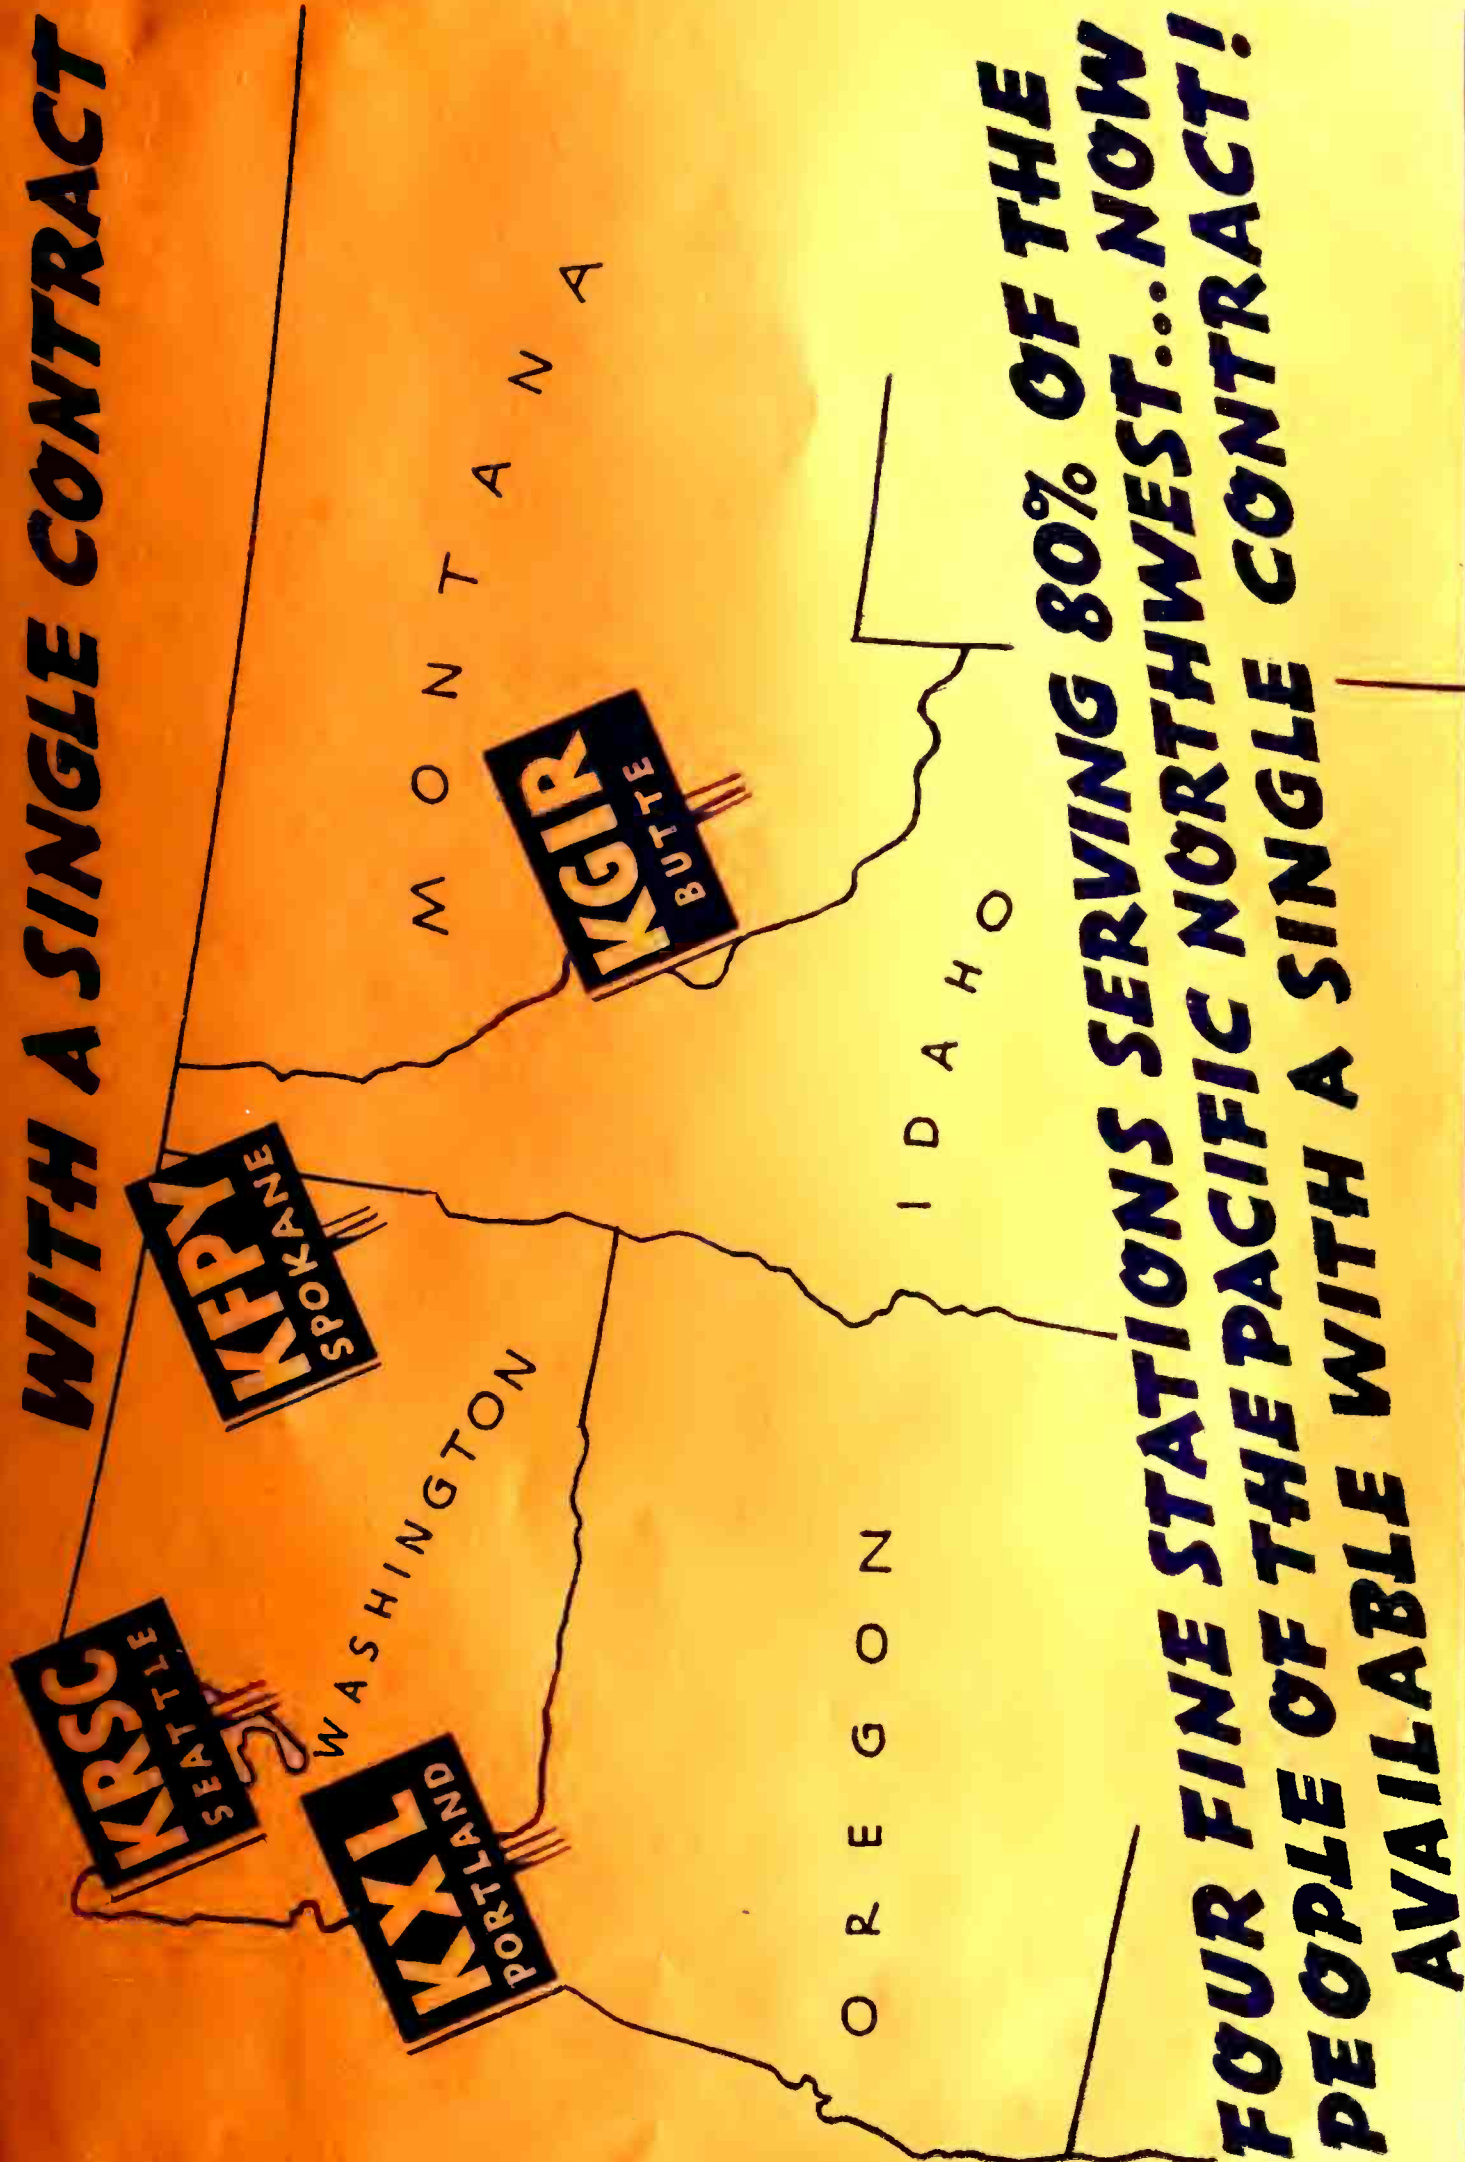 WITH A SINGLE CONTRACT
KRSC
SEATTLE
KFPY
SPOKANE
KXL
PORTLAND
KGIR
BUTTE
WASHINGTON
MONTANA
OREGON
IDAHO
FOUR FINE STATIONS SERVING 80% OF THE
PEOPLE OF THE PACIFIC NORTHWEST....NOW
AVAILABLE WITH A SINGLE CONTRACT!